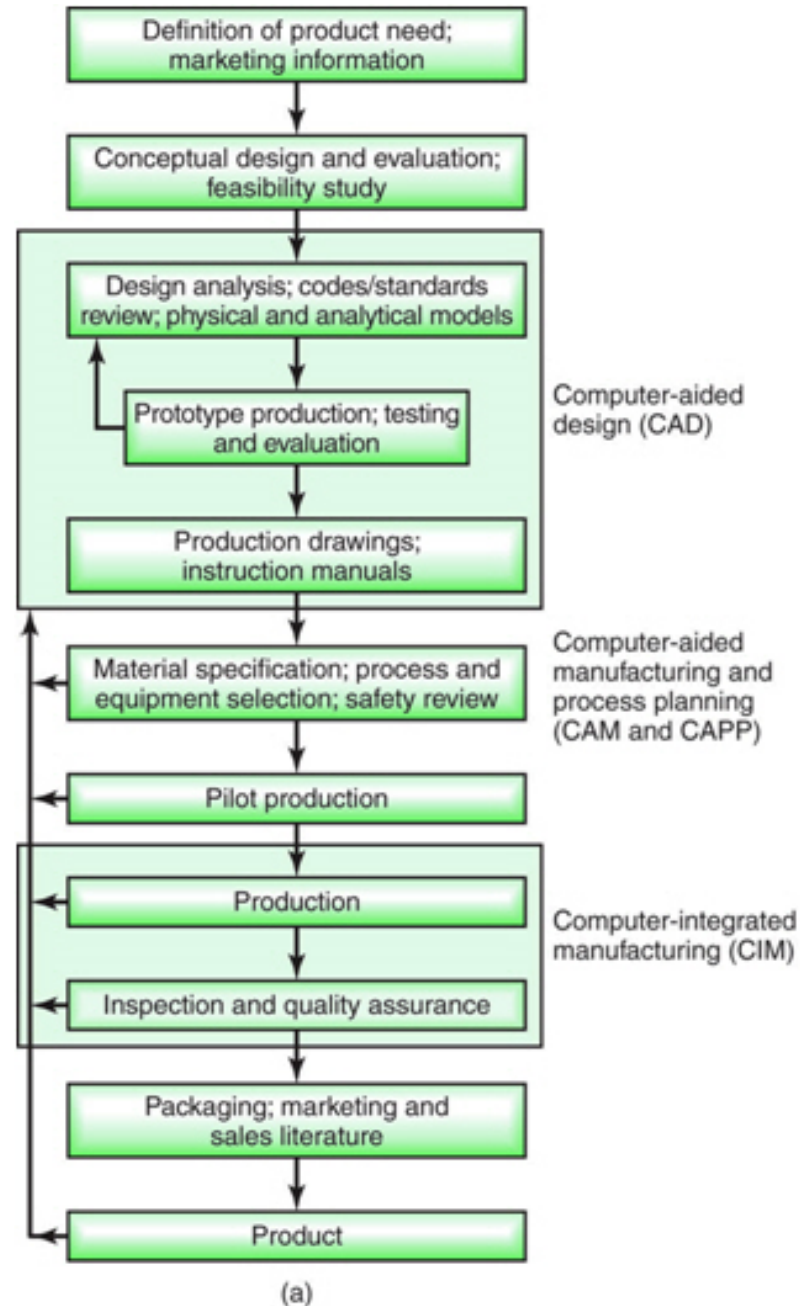 Definition of product need;
marketing information
Conceptual design and evaluation;
feasibility study
Design analysis; codes/standards
review; physical and analytical models
Prototype production; testing
and evaluation
Computer-aided
design (CAD)
Production drawings;
instruction manuals
Material specification; process and
equipment selection; safety review
Computer-aided
manufacturing and
process planning
(CAM and CAPP)
Pilot production
Production
Computer-integrated
manufacturing (CIM)
Inspection and quality assurance
Packaging; marketing and
sales literature
Product
(a)